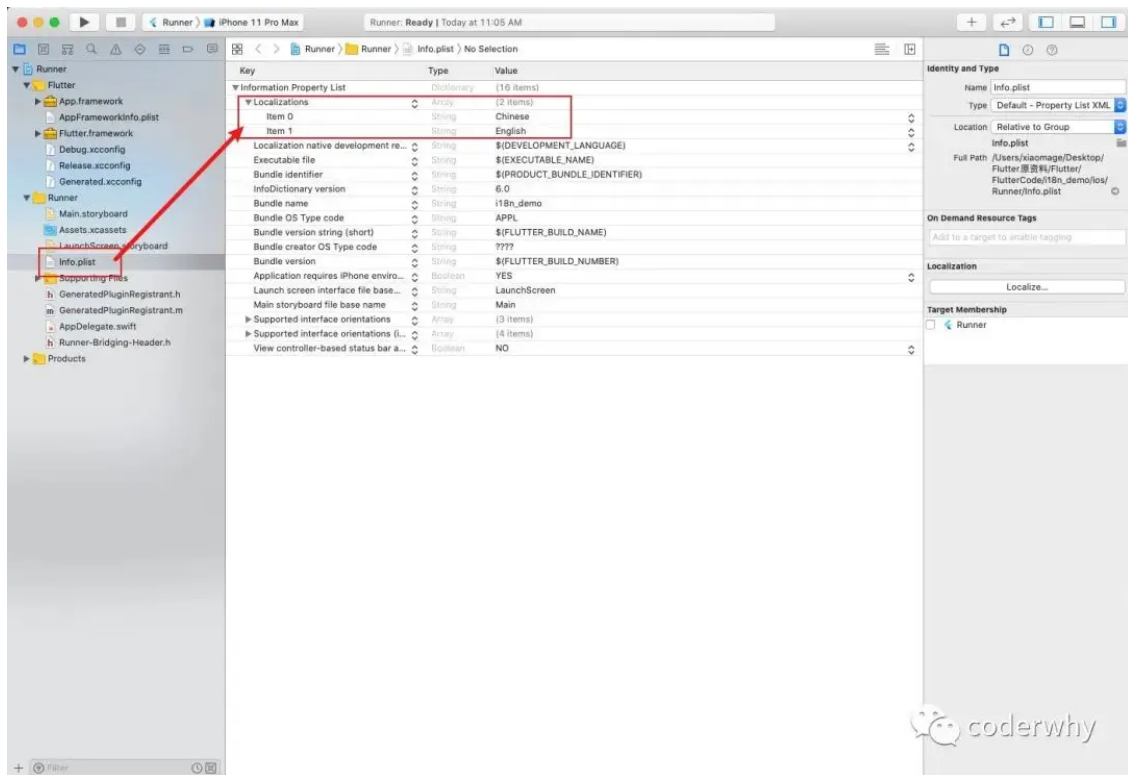 Runner iPhone 11 Pro Max
Runner: Ready | Today at 11:05 AM
Runner Runner Info.plist No Selection
Runner
Flutter
App.framework
AppFrameworkInfo.plist
Flutter.framework
Debug.xcconfig
Release.xcconfig
Generated.xcconfig
Runner
Main.storyboard
Assets.xcassets
LaunchScreen.storyboard
Info.plist
Supporting Files
GeneratedPluginRegistrant.h
GeneratedPluginRegistrant.m
AppDelegate.swift
Runner-Bridging-Header.h
Products
Filter
Key Type Value
Information Property List Dictionary (16 items)
Localizations Array (2 items)
Item 0 String Chinese
Item 1 String English
Localization native development re... String $(DEVELOPMENT_LANGUAGE)
Executable file String $(EXECUTABLE_NAME)
Bundle identifier String $(PRODUCT_BUNDLE_IDENTIFIER)
InfoDictionary version String 6.0
Bundle name String i18n_demo
Bundle OS Type code String APPL
Bundle version string (short) String $(FLUTTER_BUILD_NAME)
Bundle creator OS Type code String ????
Bundle version String $(FLUTTER_BUILD_NUMBER)
Application requires iPhone enviro... Boolean YES
Launch screen interface file base... String LaunchScreen
Main storyboard file base name String Main
Supported interface orientations Array (3 items)
Supported interface orientations (i... Array (4 items)
View controller-based status bar a... Boolean NO
Identity and Type
Name Info.plist
Type Default - Property List XML
Location Relative to Group
Info.plist
Full Path /Users/xiaomage/Desktop/
Flutter原资料/Flutter/
FlutterCode/i18n_demo/ios/
Runner/Info.plist
On Demand Resource Tags
Add to a target to enable tagging
Localization
Localize...
Target Membership
Runner
coderwhy